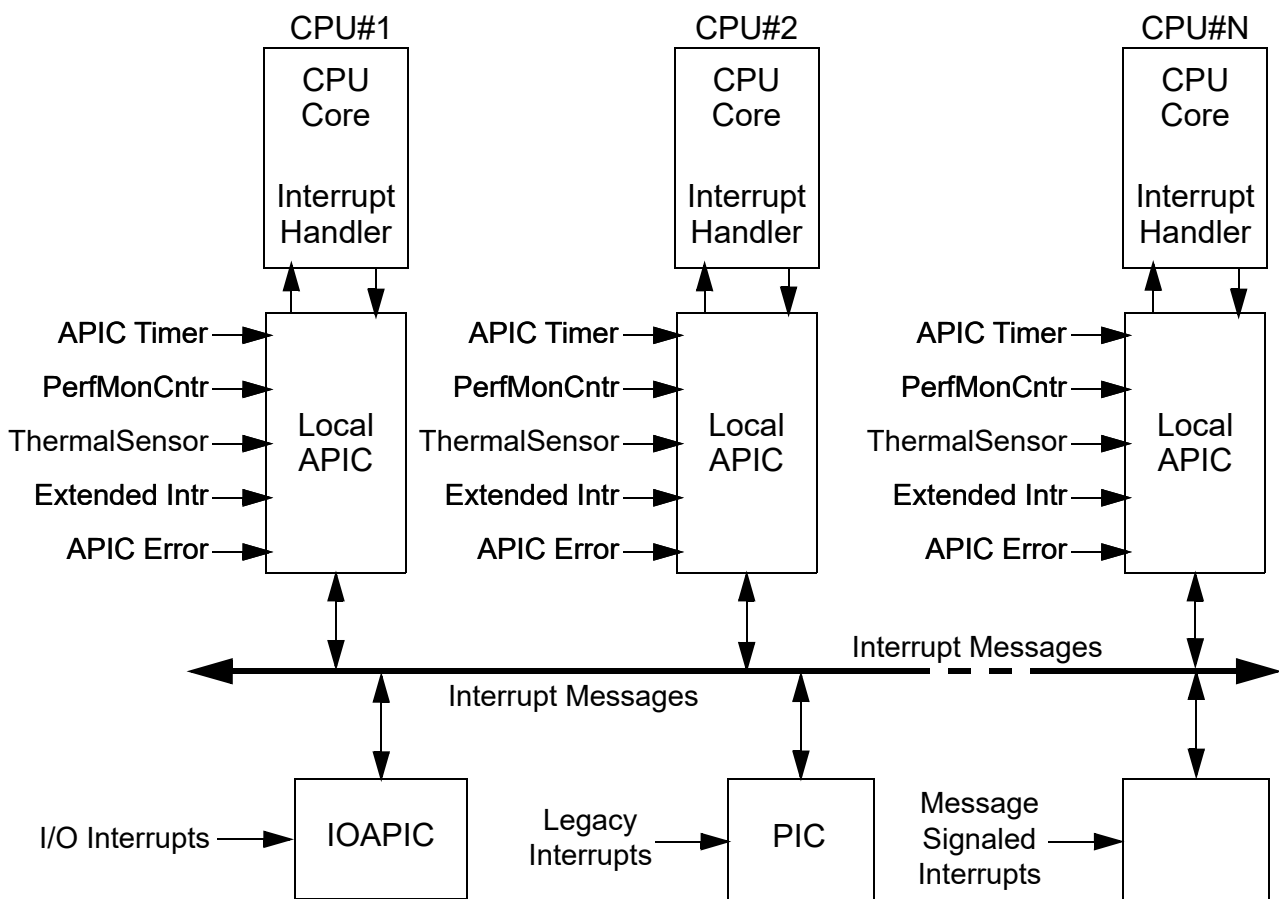 CPU#1
CPU#2
CPU#N
CPU
Core
Interrupt
Handler
CPU
Core
Interrupt
Handler
CPU
Core
Interrupt
Handler
APIC Timer
PerfMonCntr
ThermalSensor
Extended Intr
APIC Error
Local
APIC
APIC Timer
PerfMonCntr
ThermalSensor
Extended Intr
APIC Error
Local
APIC
APIC Timer
PerfMonCntr
ThermalSensor
Extended Intr
APIC Error
Local
APIC
Interrupt Messages
Interrupt Messages
I/O Interrupts
IOAPIC
Legacy
Interrupts
PIC
Message
Signaled
Interrupts